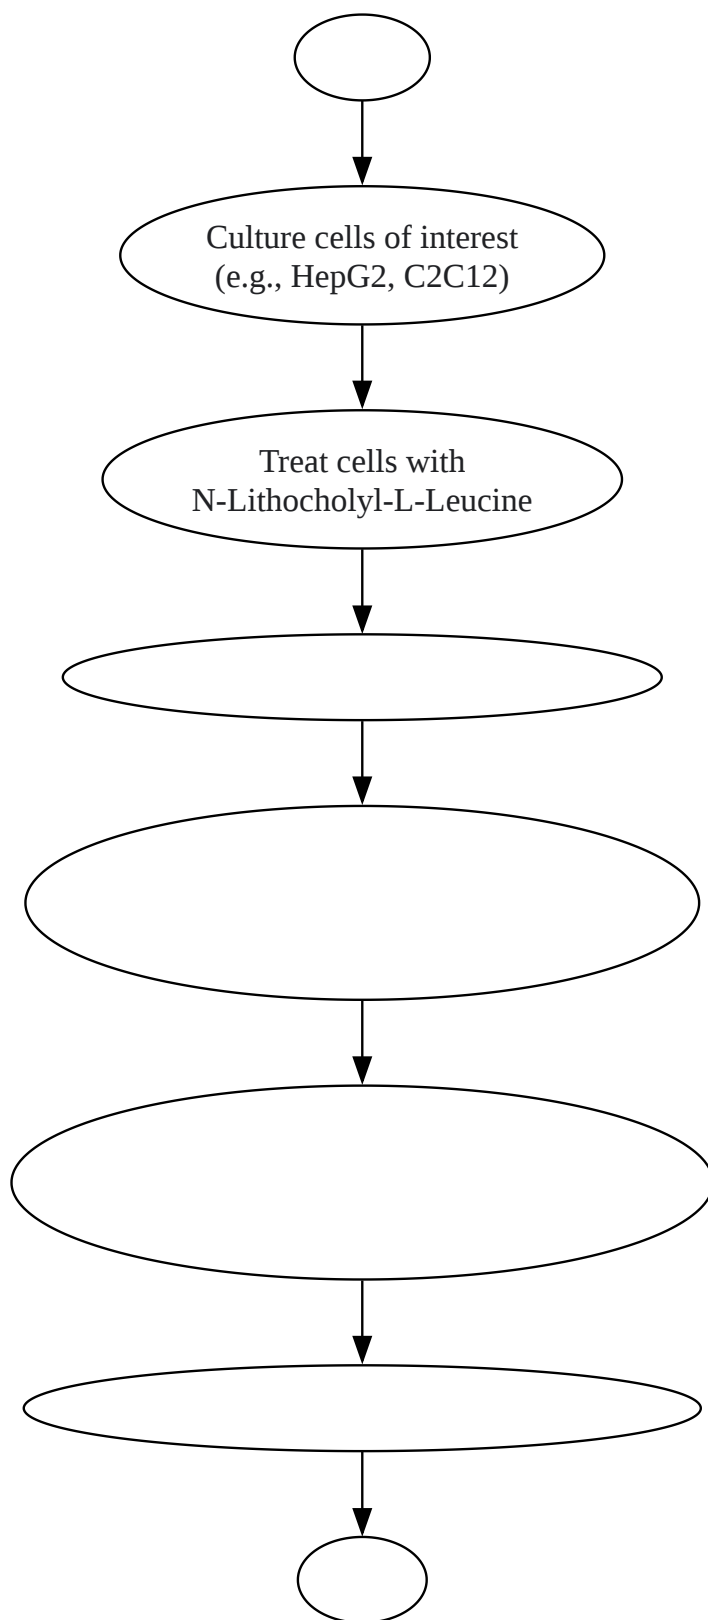 Culture cells of interest
(e.g., HepG2, C2C12)
Treat cells with
N-Lithocholyl-L-Leucine